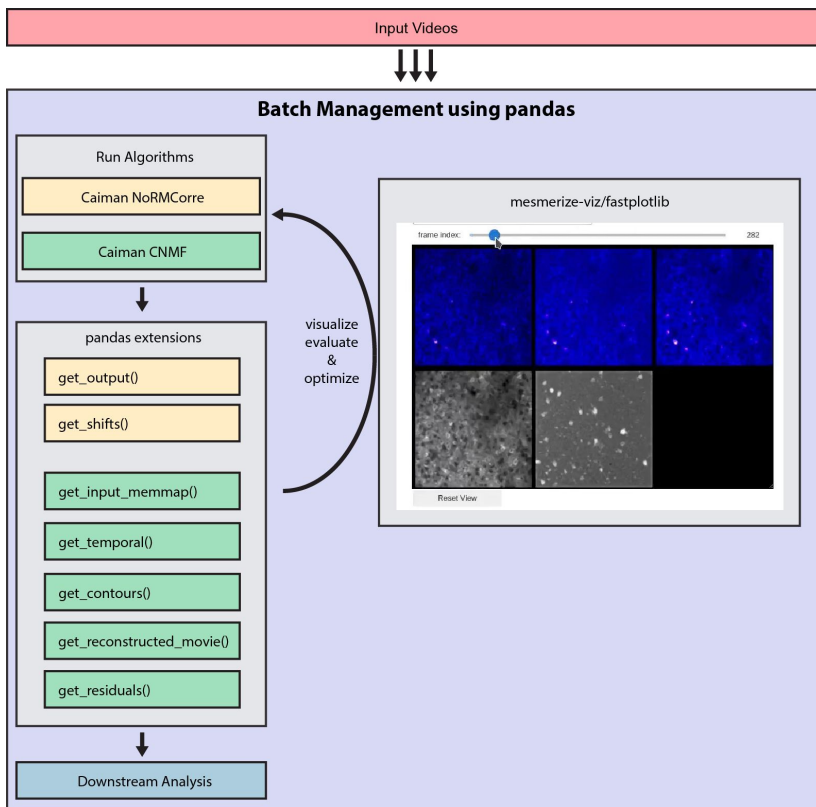 Input Videos
Batch Management using pandas
Run Algorithms
Caiman NoRMCorre
Caiman CNMF
pandas extensions
get_output()
get_shifts()
get_input_memmap()
get_temporal()
get_contours()
get_reconstructed_movie()
get_residuals()
Downstream Analysis
visualize
evaluate
&
optimize
mesmerize-viz/fastplotlib
frame index: 282
Reset View